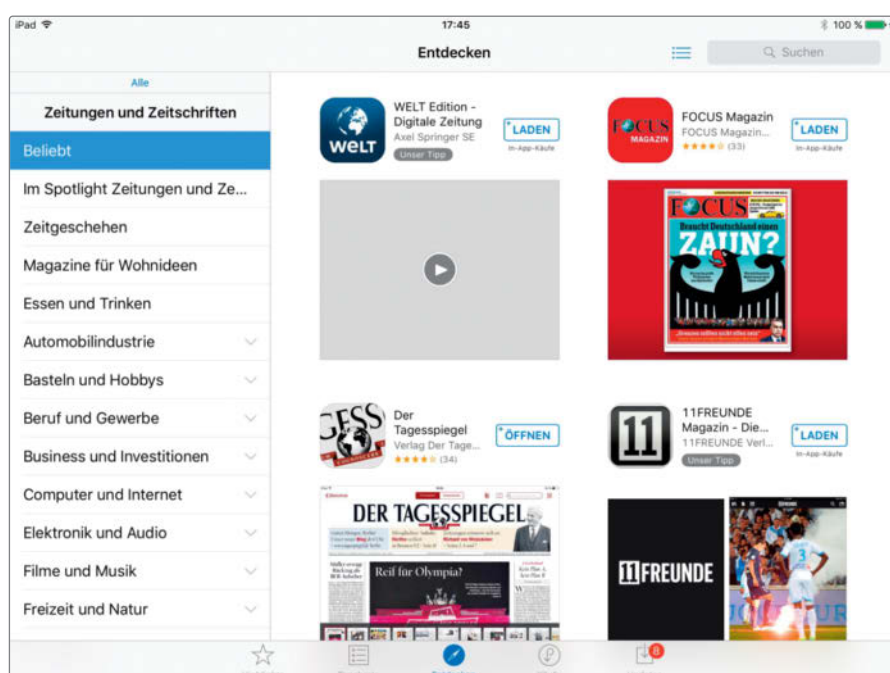 iPad
17:45
100 %
Entdecken
Suchen
Alle
Zeitungen und Zeitschriften
Beliebt
Im Spotlight Zeitungen und Ze...
Zeitgeschehen
Magazine für Wohnideen
Essen und Trinken
Automobilindustrie
Basteln und Hobbys
Beruf und Gewerbe
Business und Investitionen
Computer und Internet
Elektronik und Audio
Filme und Musik
Freizeit und Natur
WELT
WELT Edition -
Digitale Zeitung
Axel Springer SE
Unser Tipp
+LADEN
In-App-Käufe
FOCUS
MAGAZIN
FOCUS Magazin
FOCUS Magazin...
(33)
+LADEN
In-App-Käufe
FOCUS
Braucht Deutschland einen
ZAUN?
Der
Tagesspiegel
Verlag Der Tage...
(34)
+ÖFFNEN
DER TAGESSPIEGEL
Reif für Olympia?
11
11FREUNDE
Magazin - Die...
11FREUNDE Verl...
Unser Tipp
+LADEN
In-App-Käufe
11FREUNDE
8